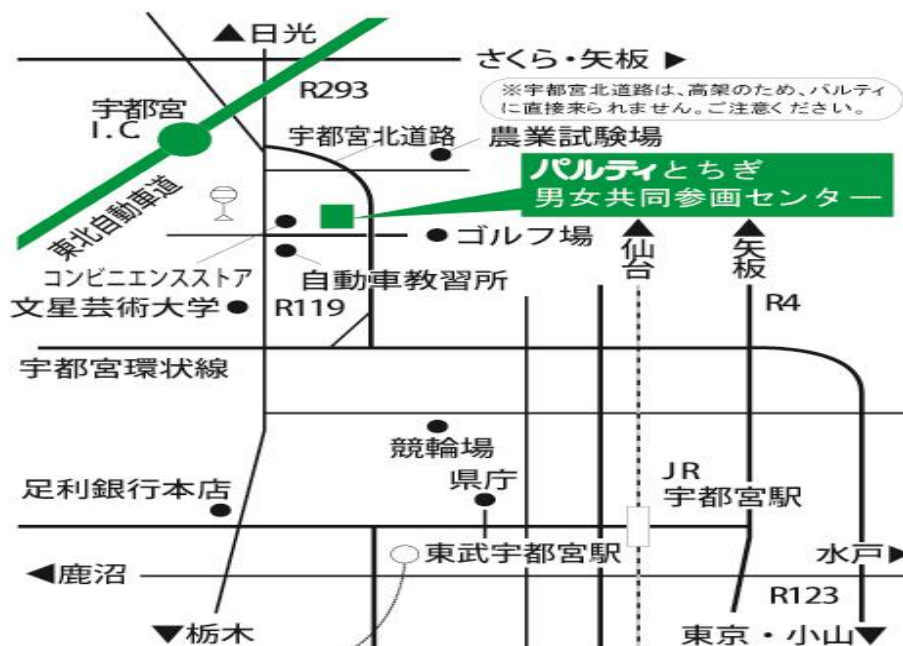 ▲日光
さくら・矢板 ▶
R293
※宇都宮北道路は、高架のため、パルティ
に直接来られません。ご注意ください。
宇都宮
I.C
宇都宮北道路
農業試験場
パルティとちぎ
男女共同参画センター
東北自動車道
▲仙台
▲矢板
ゴルフ場
コンビニエンスストア
自動車教習所
文星芸術大学
R119
R4
宇都宮環状線
競輪場
足利銀行本店
県庁
JR
宇都宮駅
東武宇都宮駅
水戸▶
◀鹿沼
R123
▼栃木
東京・小山▼